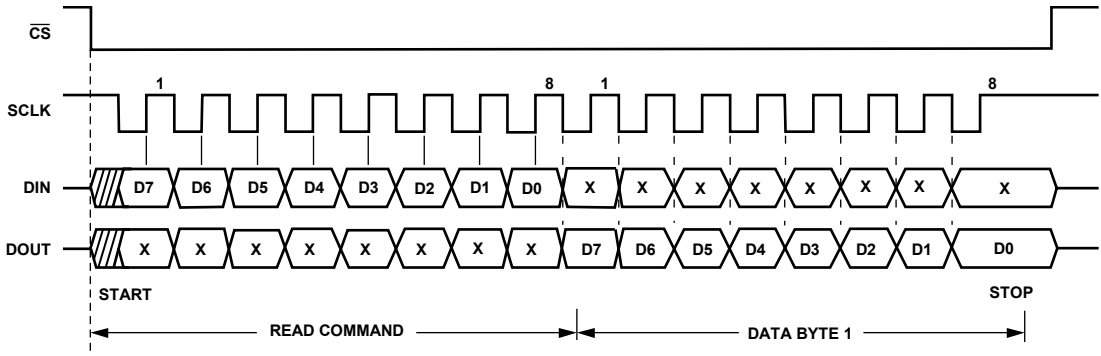 CS
1 8 1 8
SCLK
DIN D7 D6 D5 D4 D3 D2 D1 D0 X X X X X X X X
DOUT X X X X X X X X D7 D6 D5 D4 D3 D2 D1 D0
START STOP
READ COMMAND DATA BYTE 1